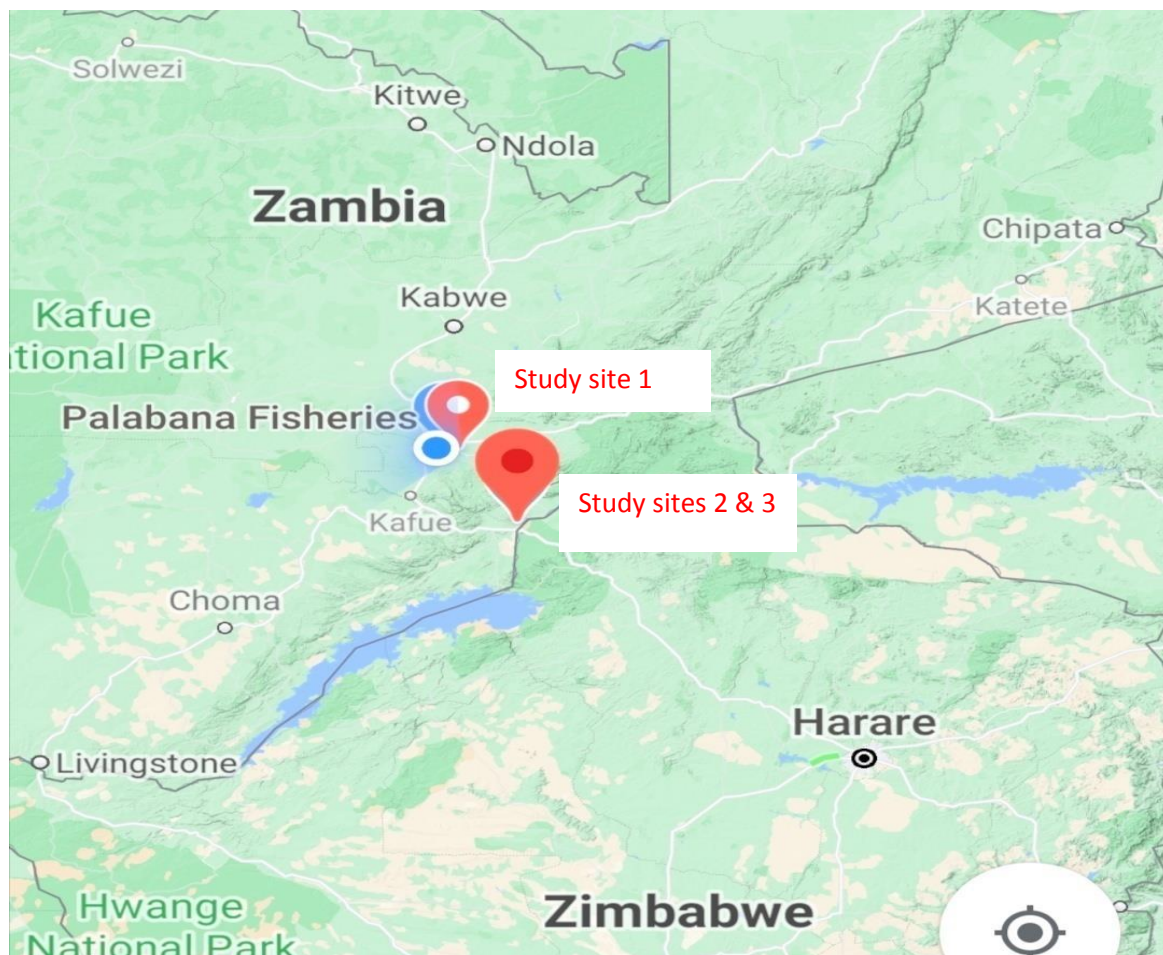 Solwezi
Kitwe
Ndola
Zambia
Chipata
Katete
Kabwe
Kafue
tional Park
Study site 1
Palabana Fisheries
Study sites 2 & 3
Kafue
Choma
Harare
Livingstone
Hwange
National Park
Zimbabwe